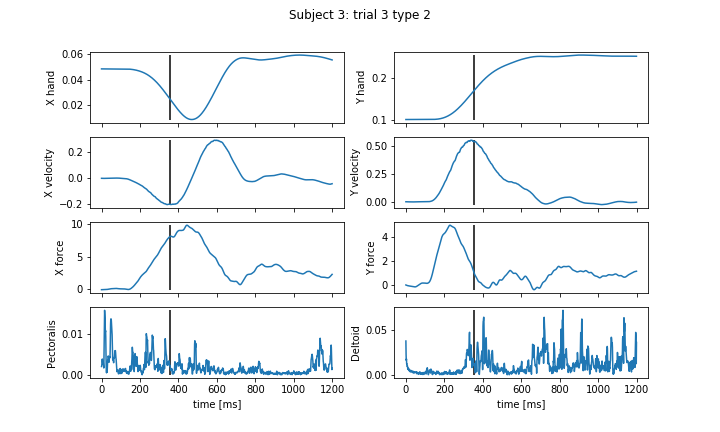 Subject 3: trial 3 type 2
X hand
0.06
0.04
0.02
Y hand
0.2
0.1
X velocity
0.2
0.0
−0.2
Y velocity
0.50
0.25
0.00
X force
10
5
0
Y force
4
2
0
Pectoralis
0.01
0.00
0 200 400 600 800 1000 1200
time [ms]
Deltoid
0.05
0.00
0 200 400 600 800 1000 1200
time [ms]